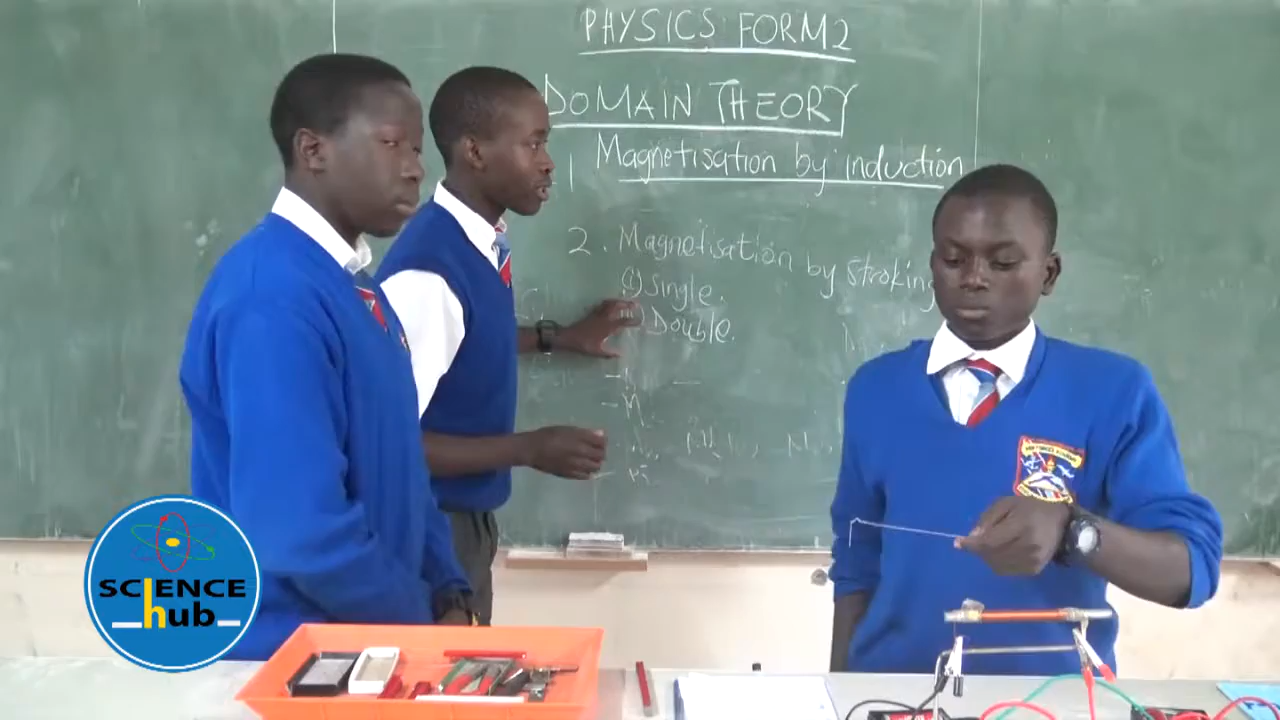 PHYSICS FORM2
DOMAIN THEORY
1 Magnetisation by induction
2. Magnetisation by stroking
(i) Single.
Double.
SCIENCE
hub